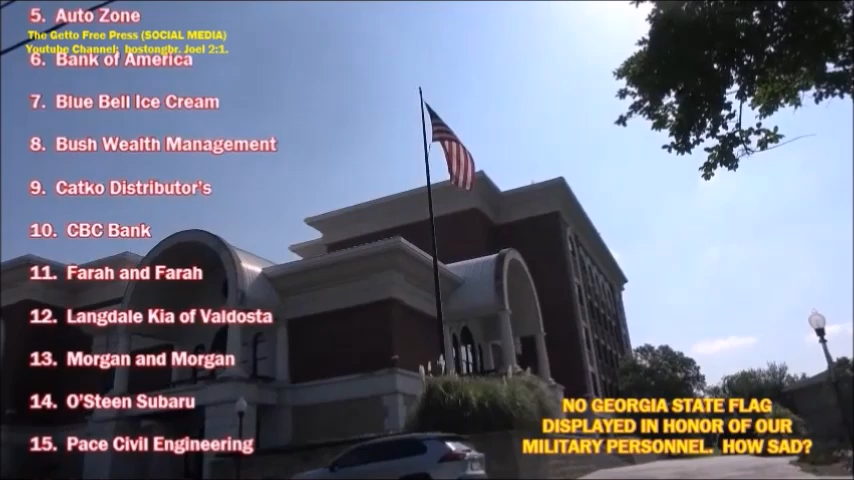 5. Auto Zone
The Getto Free Press (SOCIAL MEDIA)
Youtube Channel: bostongbr. Joel 2:1.
6. Bank of America
7. Blue Bell Ice Cream
8. Bush Wealth Management
9. Catko Distributor's
10. CBC Bank
11. Farah and Farah
12. Langdale Kia of Valdosta
13. Morgan and Morgan
14. O'Steen Subaru
15. Pace Civil Engineering
NO GEORGIA STATE FLAG
DISPLAYED IN HONOR OF OUR
MILITARY PERSONNEL. HOW SAD?